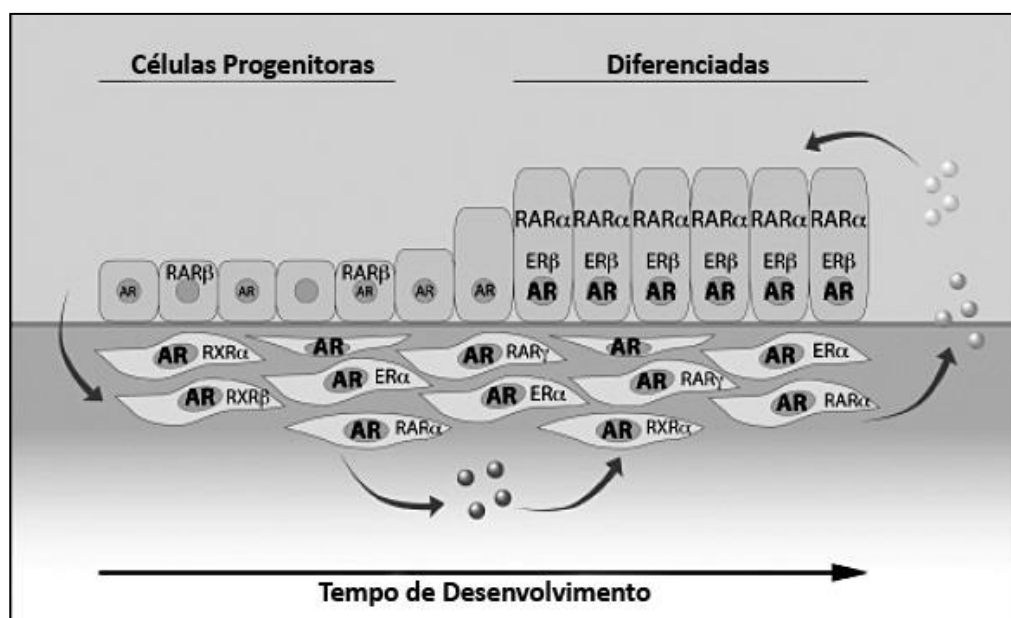 Células Progenitoras Diferenciadas
RARα RARα RARα RARα RARα RARα
RARβ RARβ ERβ ERβ ERβ ERβ ERβ ERβ
AR AR AR AR AR AR AR AR AR AR AR
AR RXRα AR AR RARγ AR AR ERα
AR RXRβ AR ERα AR ERα AR RARγ AR RARα
AR RARα AR RXRα
Tempo de Desenvolvimento